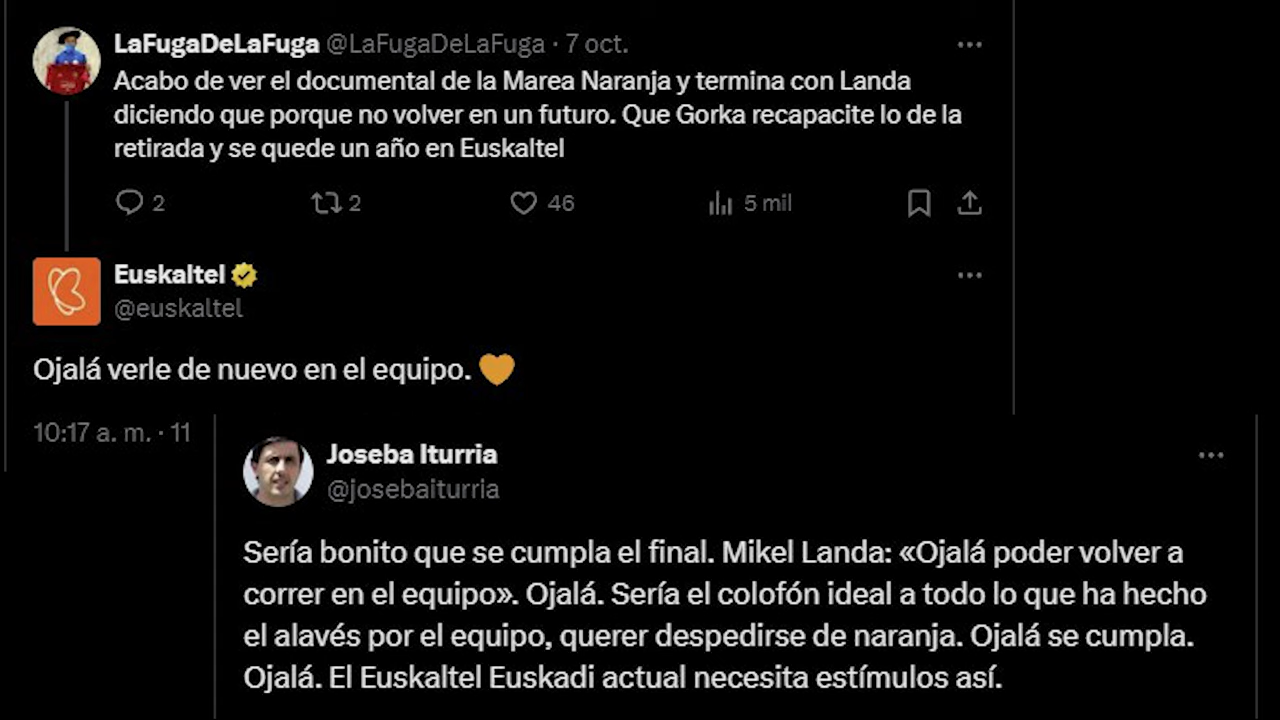 LaFugaDeLaFuga @LaFugaDeLaFuga · 7 oct.
Acabo de ver el documental de la Marea Naranja y termina con Landa
diciendo que porque no volver en un futuro. Que Gorka recapacite lo de la
retirada y se quede un año en Euskaltel
2 2 46 5 mil
Euskaltel
@euskaltel
Ojalá verle de nuevo en el equipo. 🧡
10:17 a. m. · 11
Joseba Iturria
@josebaiturria
Sería bonito que se cumpla el final. Mikel Landa: «Ojalá poder volver a
correr en el equipo». Ojalá. Sería el colofón ideal a todo lo que ha hecho
el alavés por el equipo, querer despedirse de naranja. Ojalá se cumpla.
Ojalá. El Euskaltel Euskadi actual necesita estímulos así.